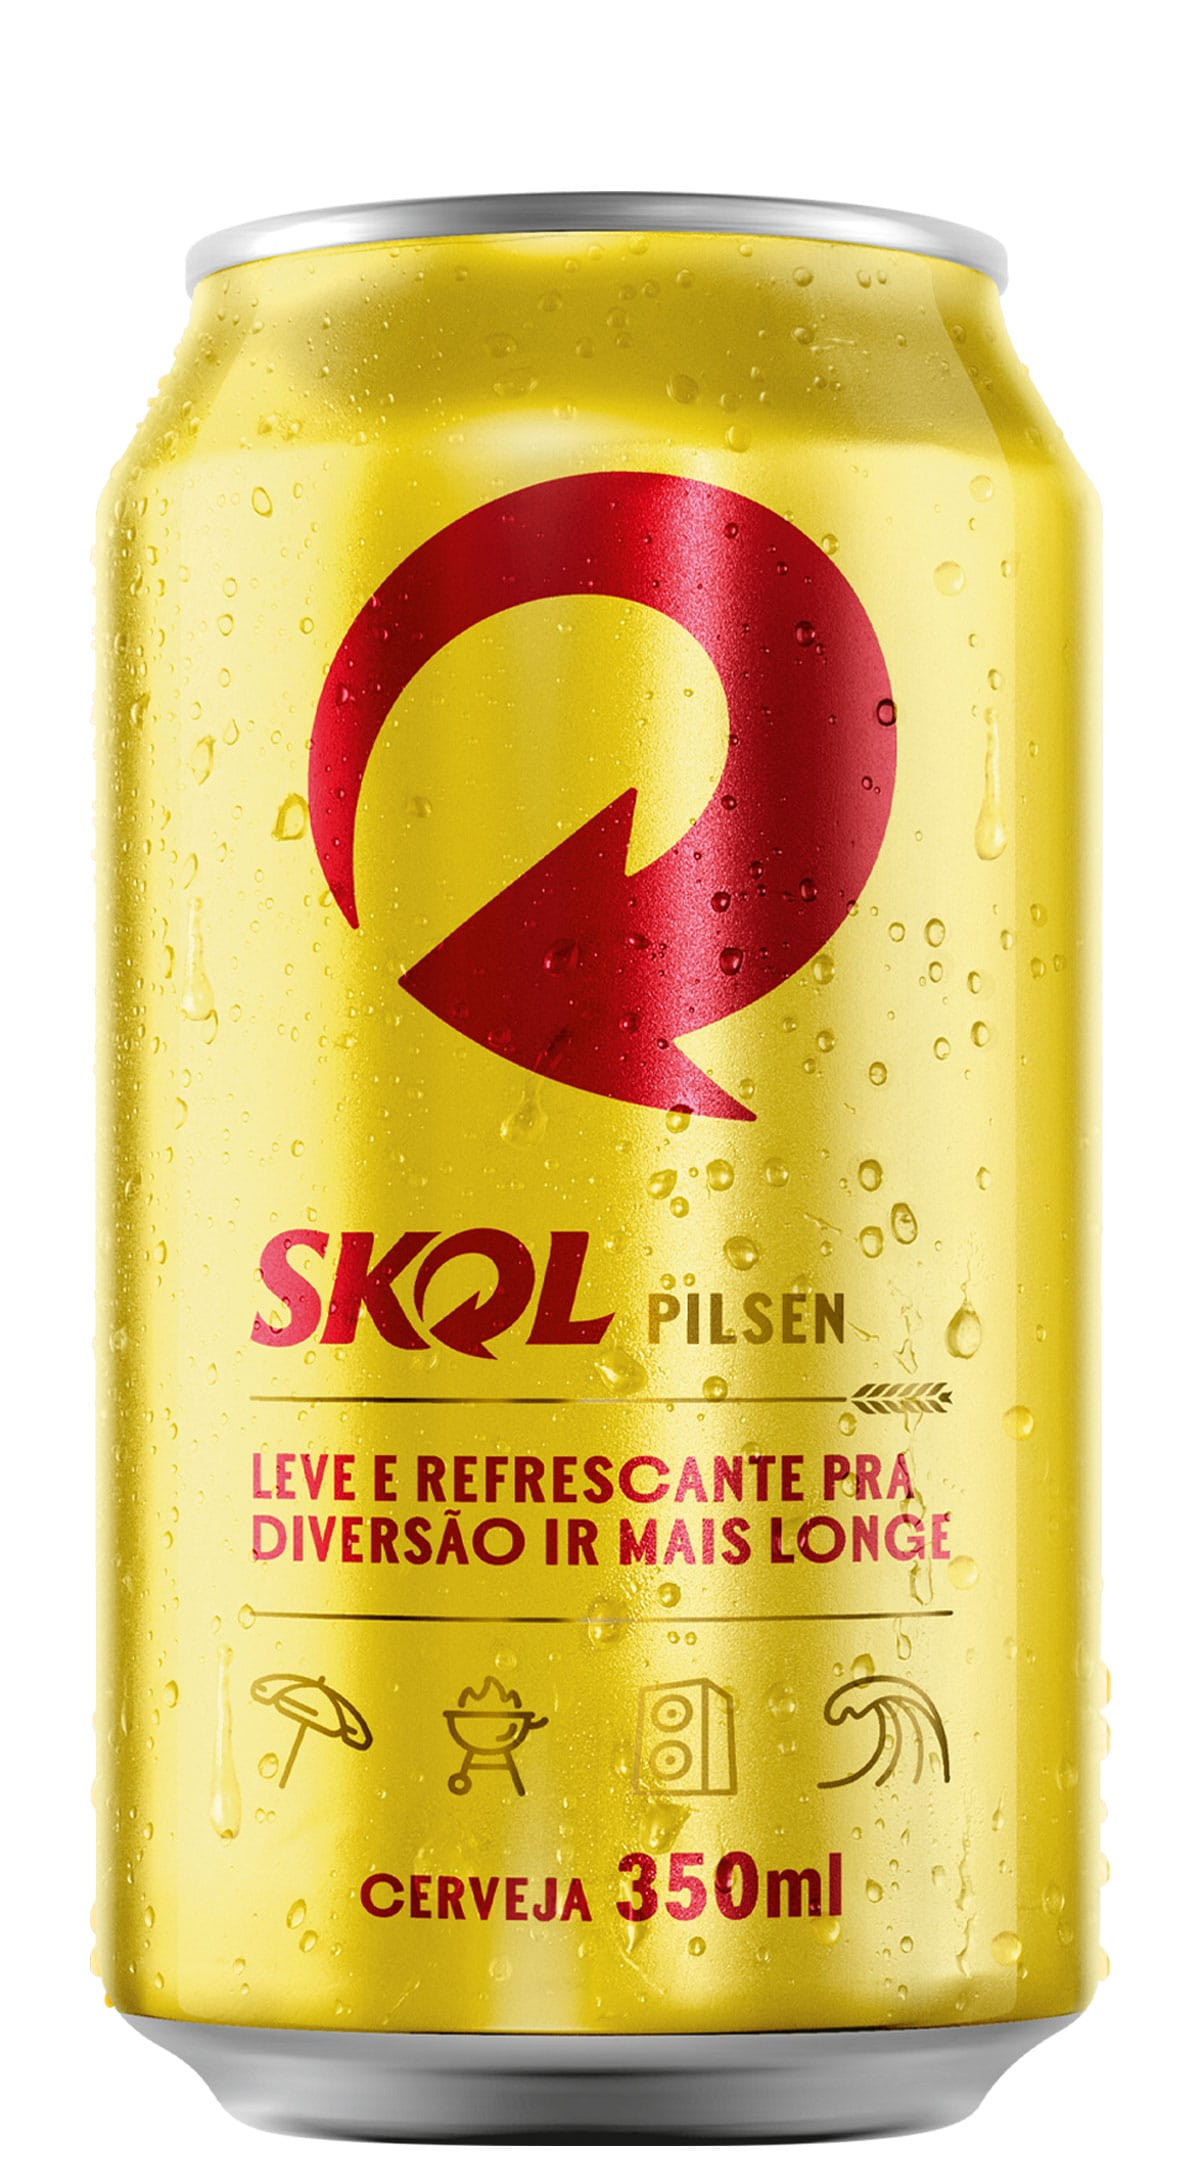 SKOL PILSEN
LEVE E REFRESCANTE PRA
DIVERSÃO IR MAIS LONGE
CERVEJA 350ml